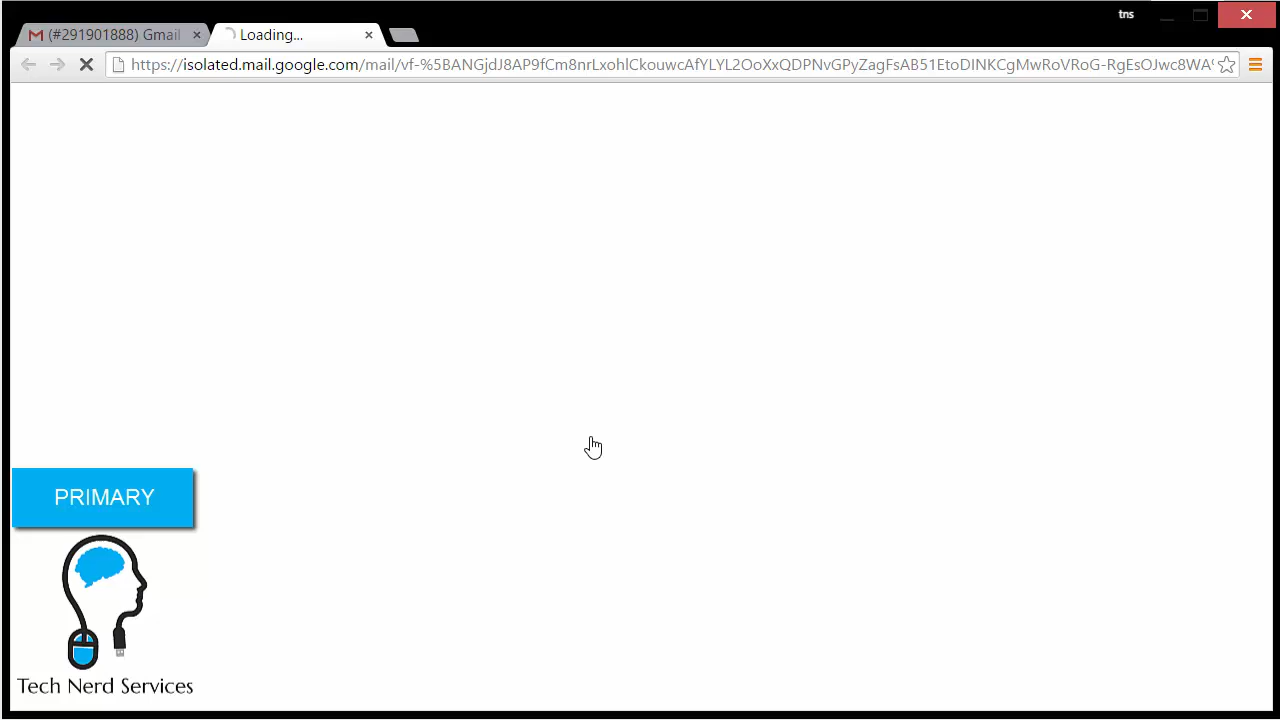 tns
(#291901888) Gmail
Loading...
https://isolated.mail.google.com/mail/vf-%5BANGjdJ8AP9fCm8nrLxohlCkouwcAfYLYL2OoXxQDPNvGPyZagFsAB51EtoDINKCgMwRoVRoG-RgEsOJwc8WA
PRIMARY
Tech Nerd Services